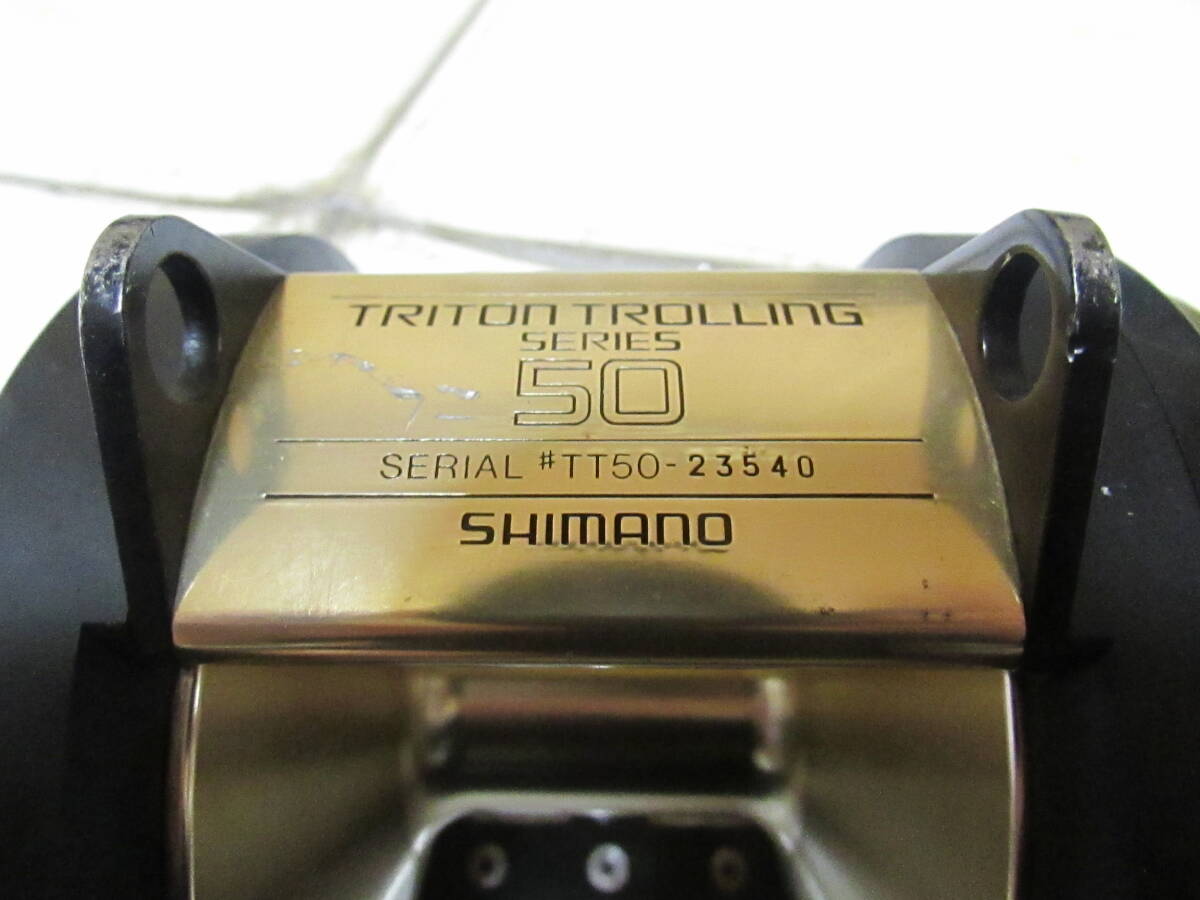 TRITON TROLLING
SERIES
50
SERIAL #TT50-23540
SHIMANO